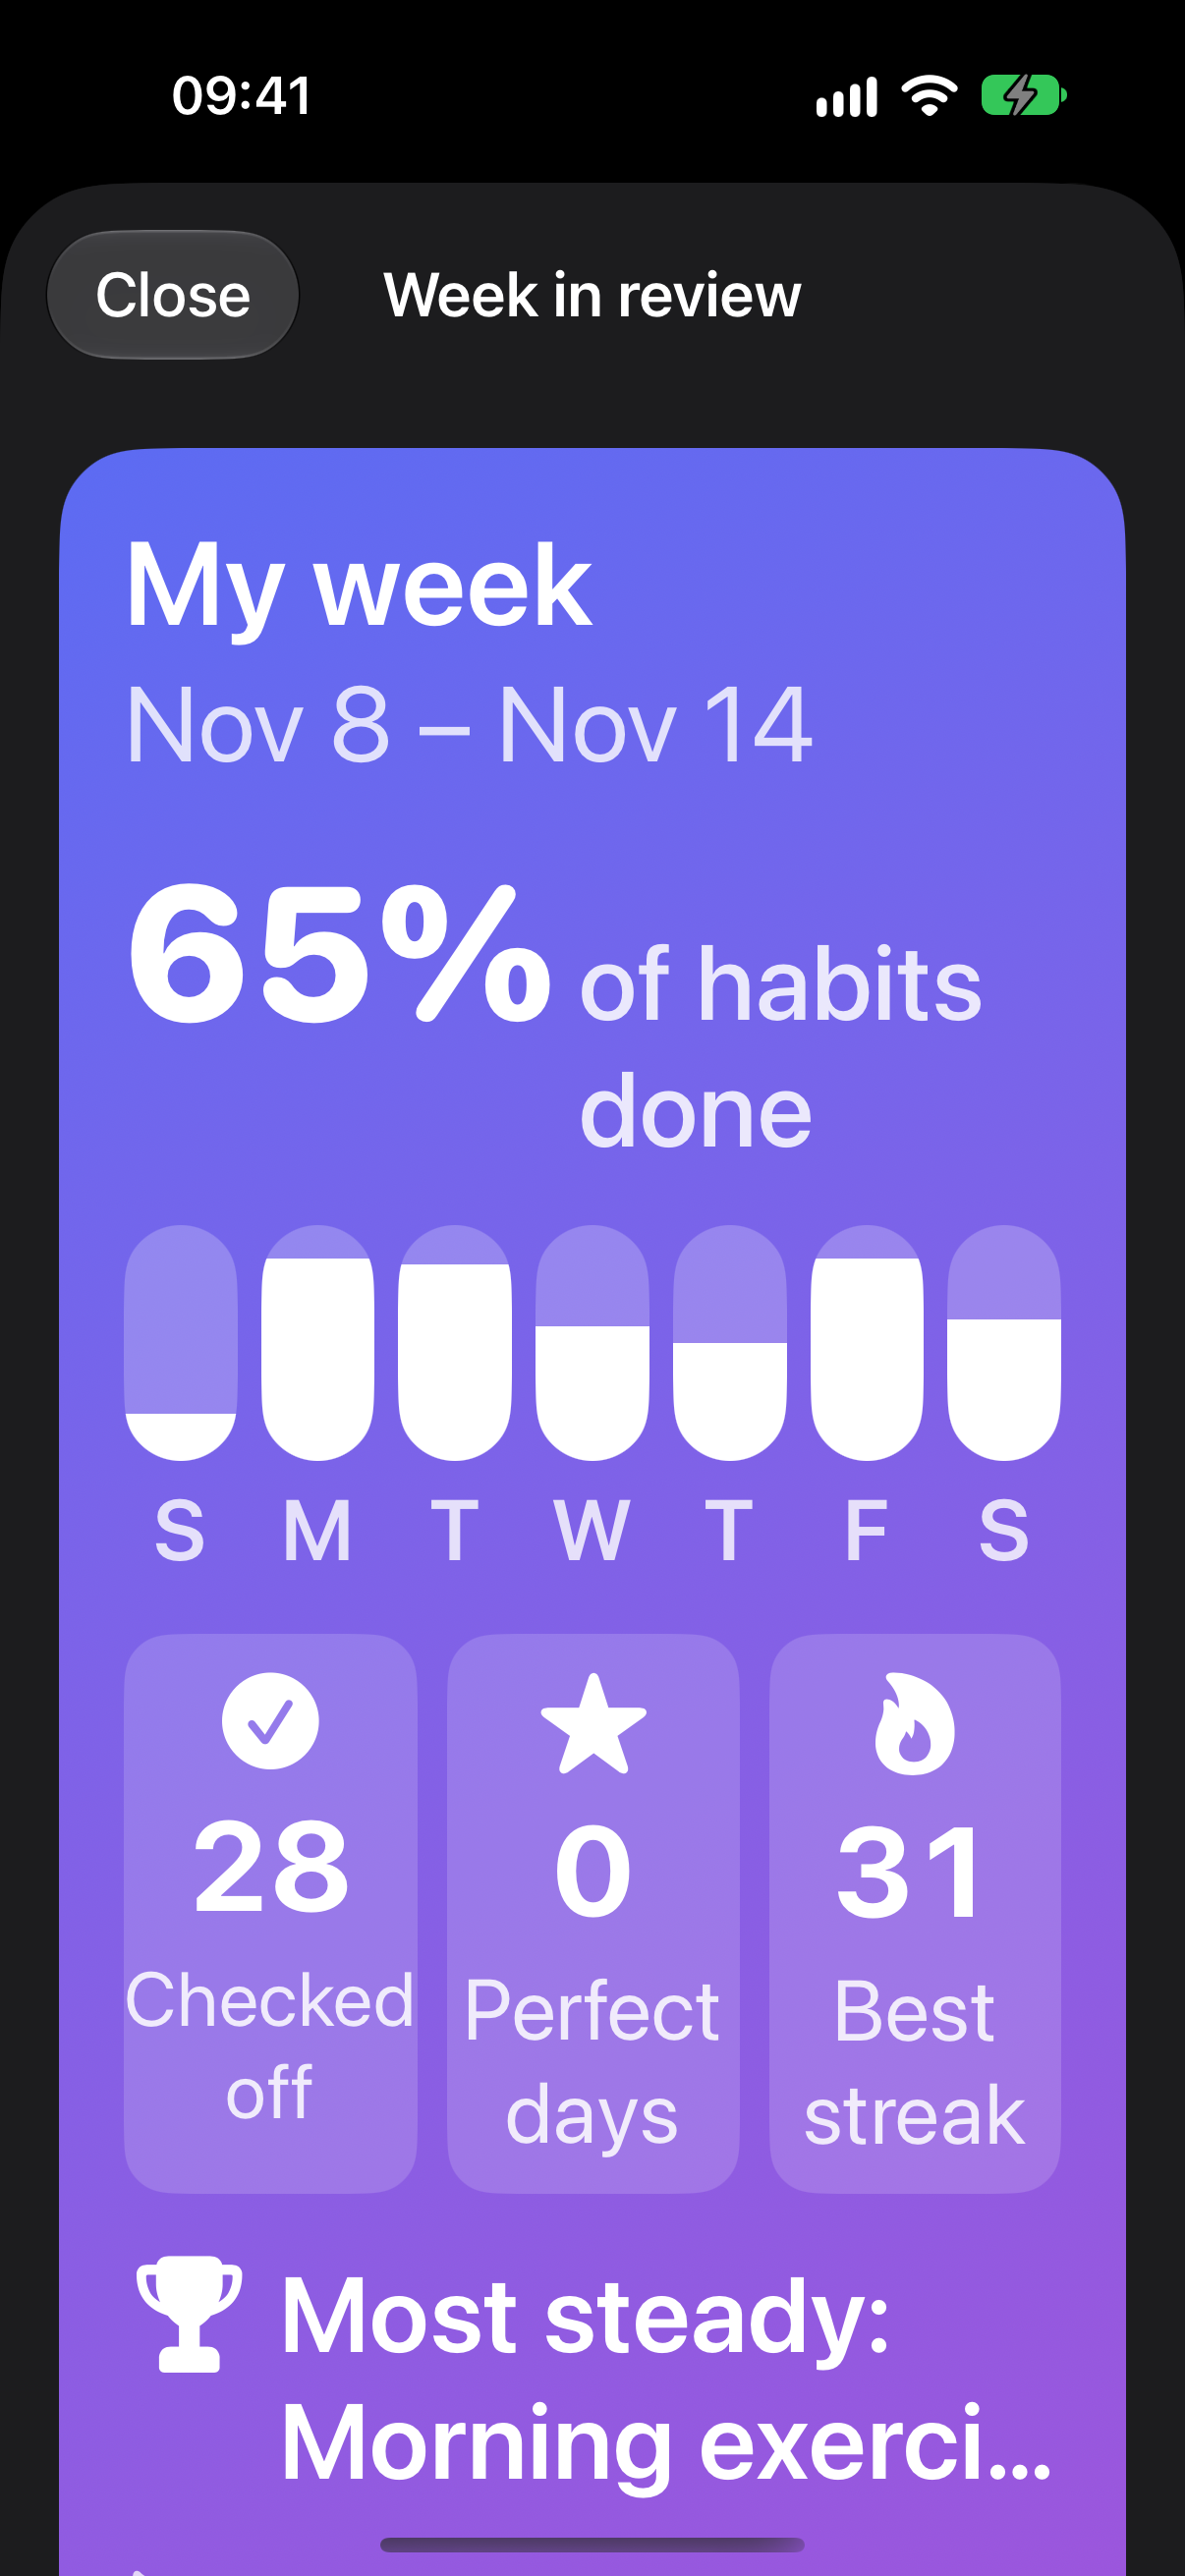 09:41
Close
Week in review
My week
Nov 8 – Nov 14
65% of habits
done
S M T W T F S
28
Checked
off
0
Perfect
days
31
Best
streak
Most steady:
Morning exerci...